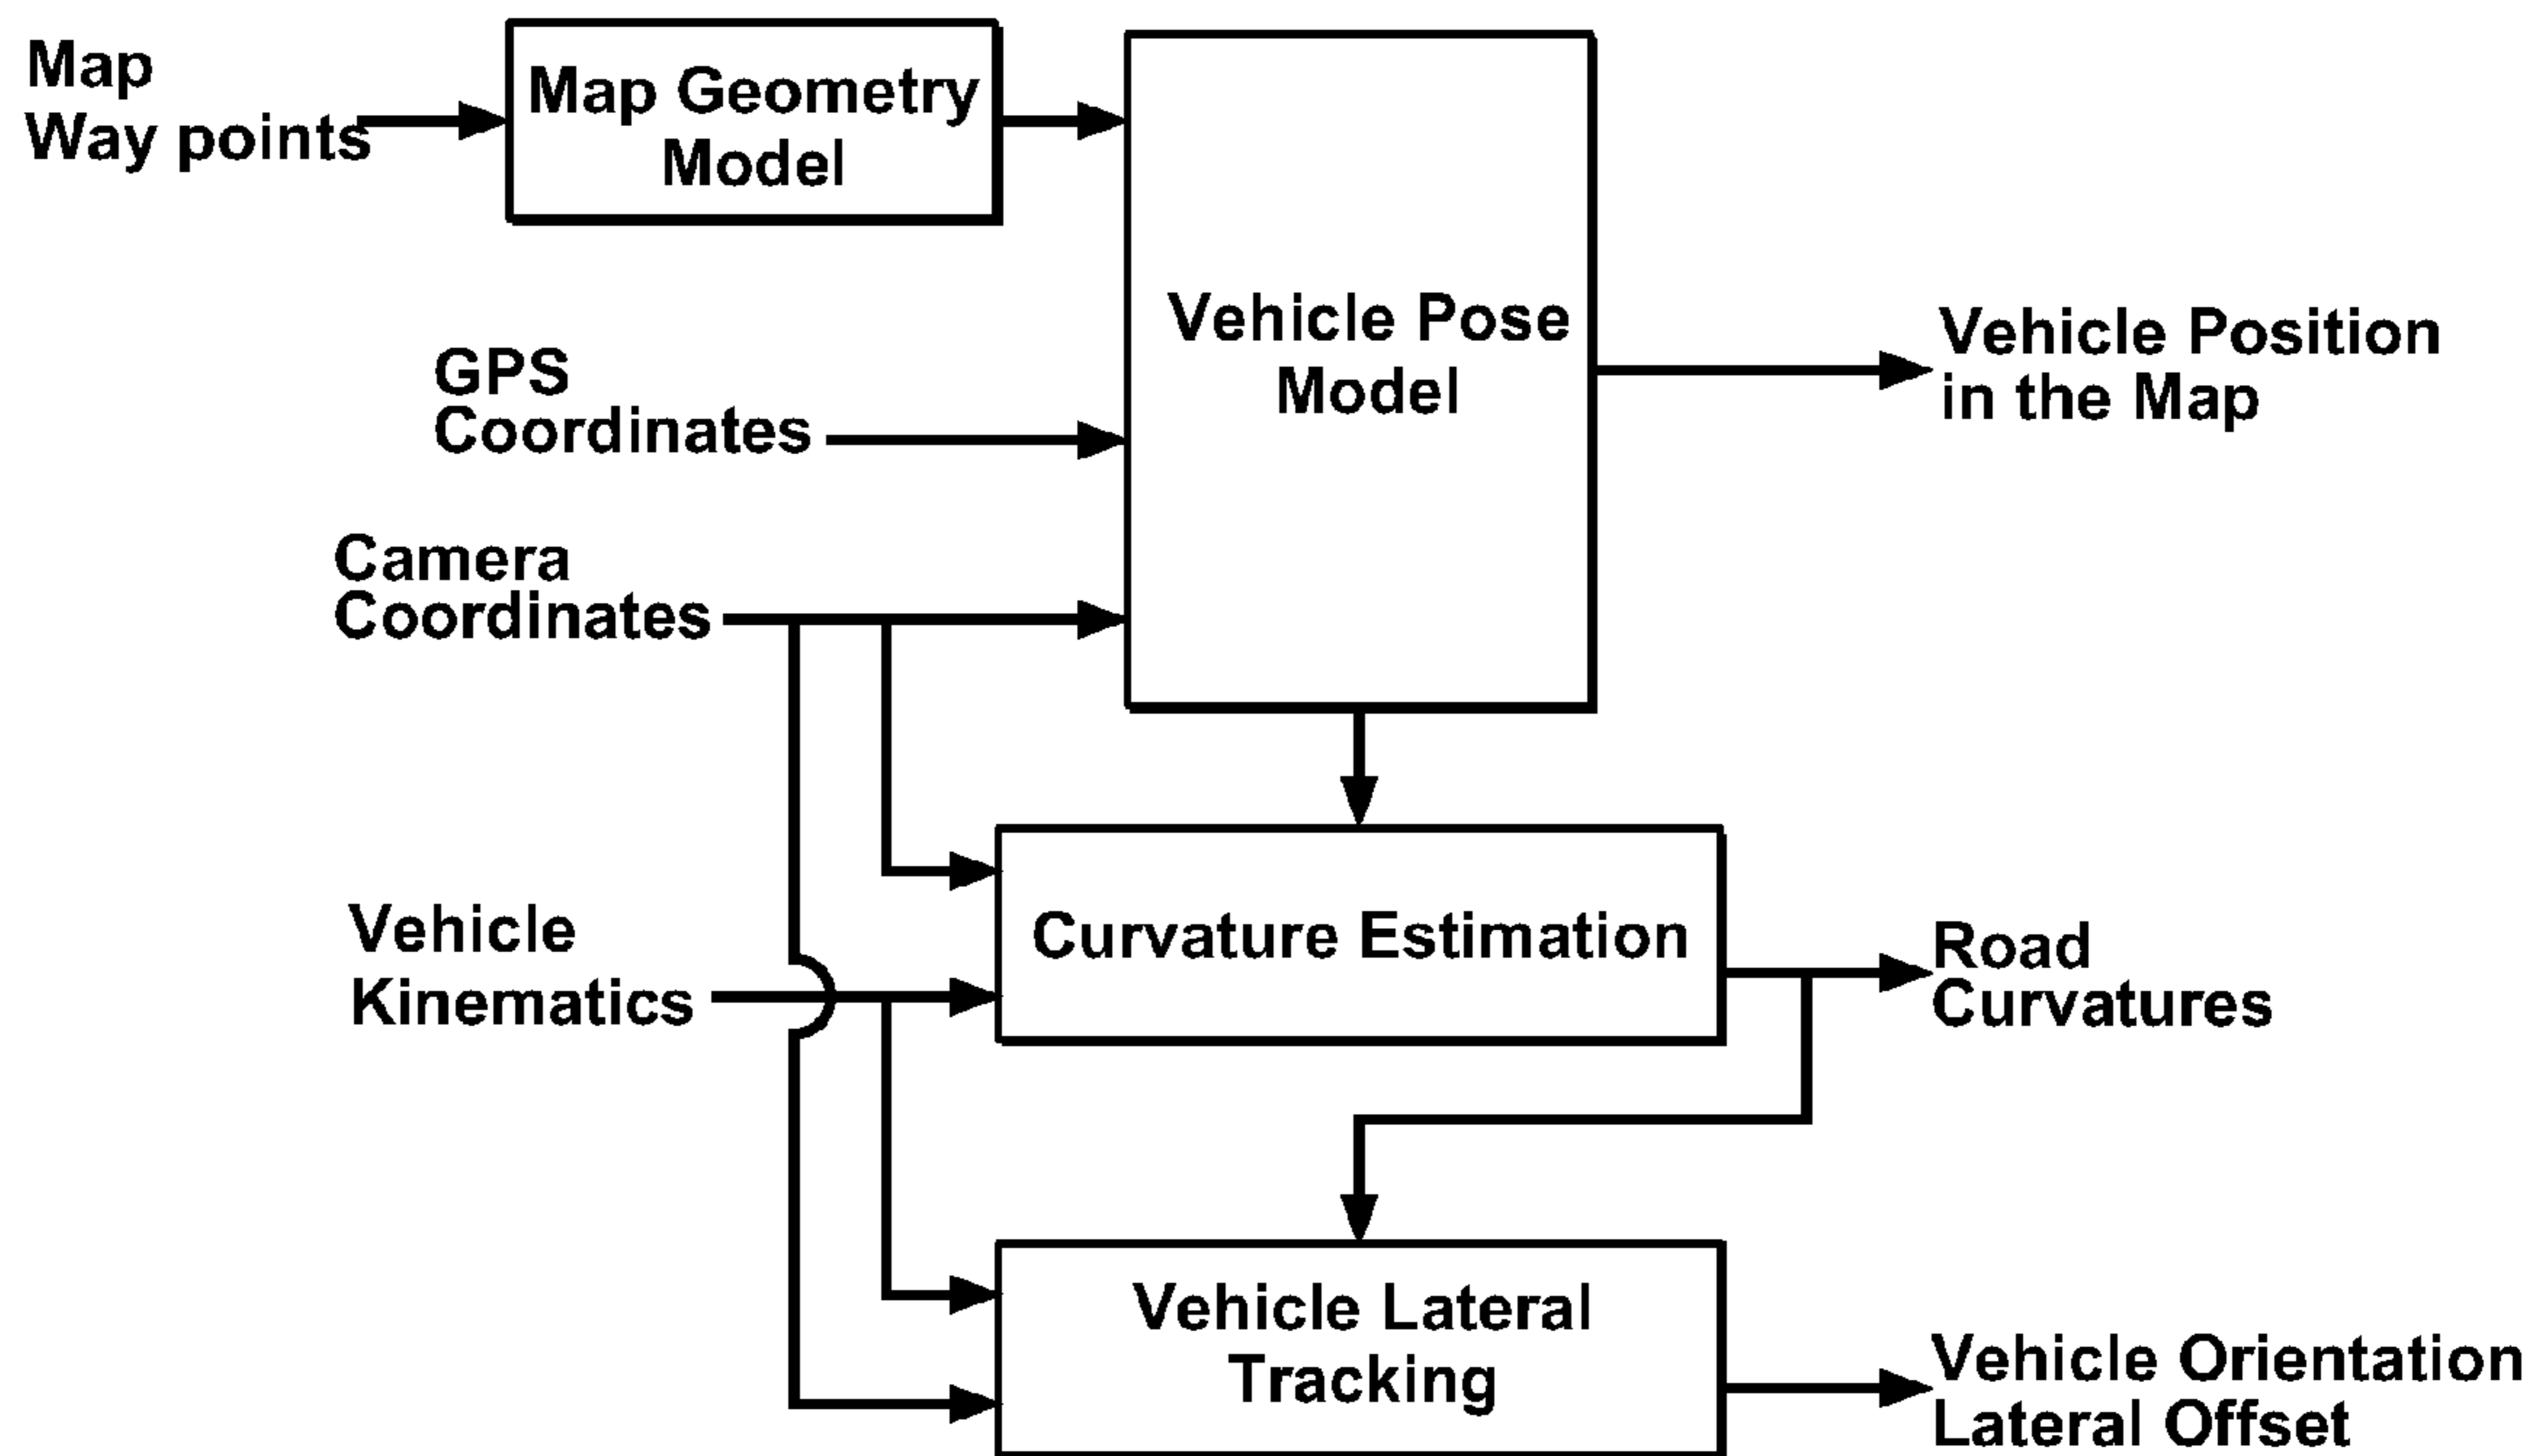 Map
Way points
Map Geometry
Model
Vehicle Pose
Model
GPS
Coordinates
Vehicle Position
in the Map
Camera
Coordinates
Vehicle
Kinematics
Curvature Estimation
Road
Curvatures
Vehicle Lateral
Tracking
Vehicle Orientation
Lateral Offset